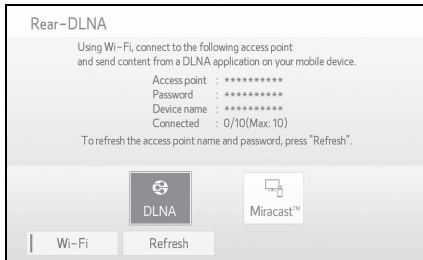 Rear-DLNA
Using Wi-Fi, connect to the following access point
and send content from a DLNA application on your mobile device.
Access point : **********
Password : **********
Device name : **********
Connected : 0/10(Max: 10)
To refresh the access point name and password, press "Refresh".
DLNA
Miracast™
Wi-Fi
Refresh